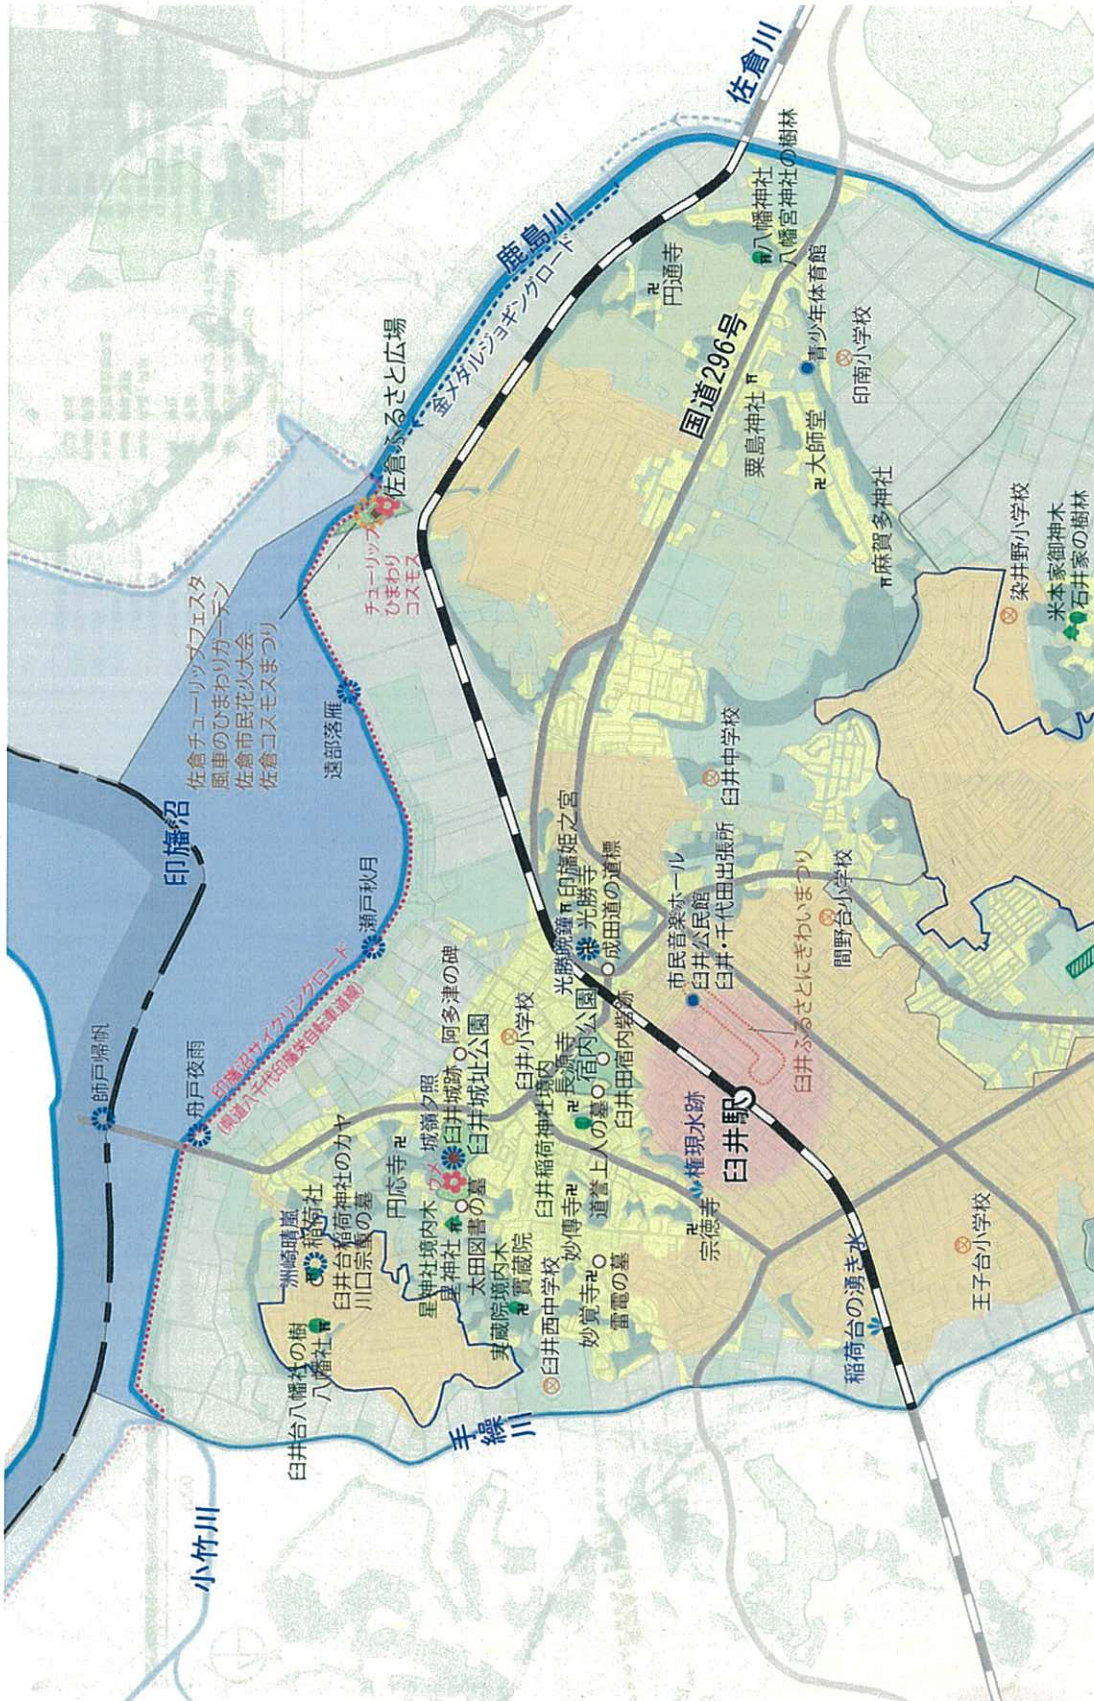 印旛沼
師戸帰帆
舟戸夜雨
印旛沼サイクリングロード
(県道八千代印旛栄自転車道線)
瀬戸秋月
遠部落雁
佐倉チューリップフェスタ
風車のひまわりガーデン
佐倉市民花火大会
佐倉コスモスまつり
チューリップ
ひまわり
コスモス
佐倉ふるさと広場
金メダルジョギングロード
鹿島川
佐倉川
小竹川
手繰川
洲崎晴嵐
稲荷社
臼井台稲荷神社のカヤ
川口宗重の墓
臼井台八幡社の樹
八幡社
円応寺
星神社境内木
星神社
ウメ
城嶺夕照
臼井城跡
臼井城址公園
太田図書の墓
阿多津の碑
実蔵院境内木
實蔵院
臼井小学校
臼井西中学校
臼井稲荷神社境内
長源寺
妙傳寺
道誉上人の墓
妙覚寺
雷電の墓
宿内公園
臼井田宿内砦跡
光勝晩鐘
印旛姫之宮
光勝寺
成田道の道標
市民音楽ホール
臼井公民館
臼井・千代田出張所
臼井中学校
権現水跡
宗徳寺
臼井駅
臼井ふるさとにぎわいまつり
間野台小学校
稲荷台の湧き水
王子台小学校
円通寺
国道296号
八幡神社
八幡宮神社の樹林
青少年体育館
印南小学校
粟島神社
大師堂
麻賀多神社
染井野小学校
米本家御神木
石井家の樹林